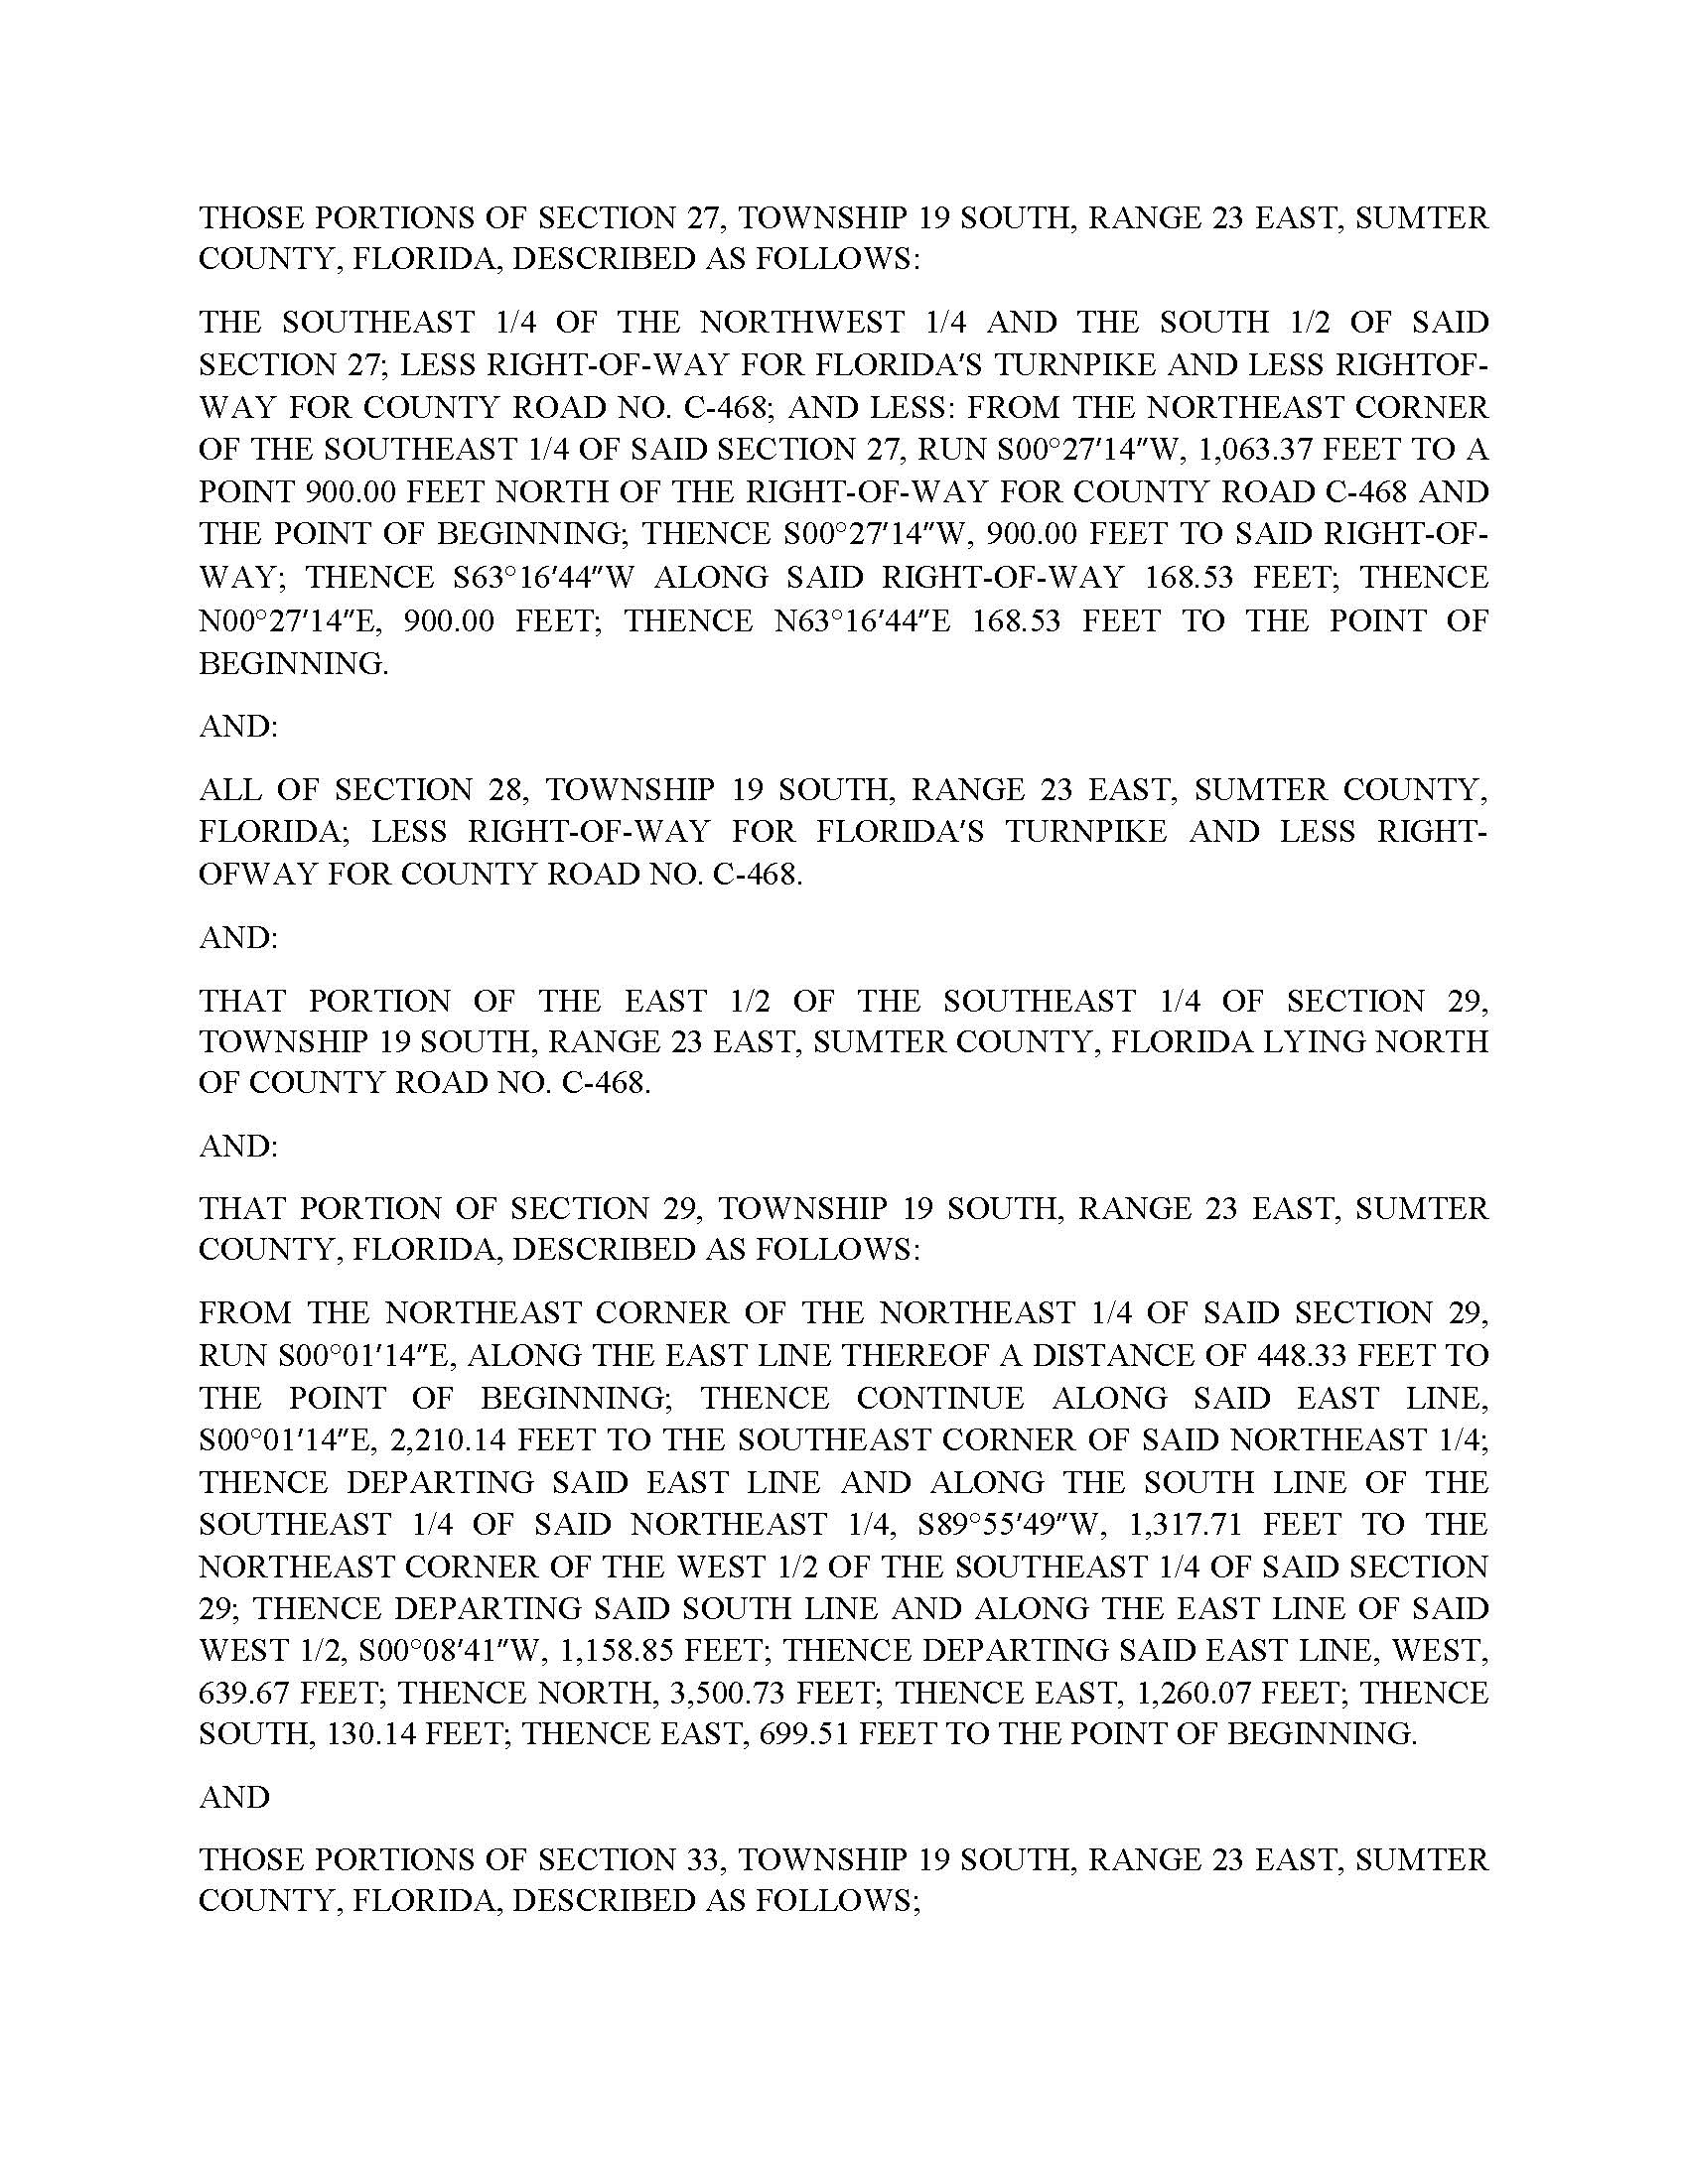 THOSE PORTIONS OF SECTION 27, TOWNSHIP 19 SOUTH, RANGE 23 EAST, SUMTER
COUNTY, FLORIDA, DESCRIBED AS FOLLOWS:
THE SOUTHEAST 1/4 OF THE NORTHWEST 1/4 AND THE SOUTH 1/2 OF SAID
SECTION 27; LESS RIGHT-OF-WAY FOR FLORIDA'S TURNPIKE AND LESS RIGHTOF-
WAY FOR COUNTY ROAD NO. C-468; AND LESS: FROM THE NORTHEAST CORNER
OF THE SOUTHEAST 1/4 OF SAID SECTION 27, RUN S00°27'14"W, 1,063.37 FEET TO A
POINT 900.00 FEET NORTH OF THE RIGHT-OF-WAY FOR COUNTY ROAD C-468 AND
THE POINT OF BEGINNING; THENCE S00°27'14"W, 900.00 FEET TO SAID RIGHT-OF-
WAY; THENCE S63°16'44"W ALONG SAID RIGHT-OF-WAY 168.53 FEET; THENCE
N00°27'14"E, 900.00 FEET; THENCE N63°16'44"E 168.53 FEET TO THE POINT OF
BEGINNING.
AND:
ALL OF SECTION 28, TOWNSHIP 19 SOUTH, RANGE 23 EAST, SUMTER COUNTY,
FLORIDA; LESS RIGHT-OF-WAY FOR FLORIDA'S TURNPIKE AND LESS RIGHT-
OFWAY FOR COUNTY ROAD NO. C-468.
AND:
THAT PORTION OF THE EAST 1/2 OF THE SOUTHEAST 1/4 OF SECTION 29,
TOWNSHIP 19 SOUTH, RANGE 23 EAST, SUMTER COUNTY, FLORIDA LYING NORTH
OF COUNTY ROAD NO. C-468.
AND:
THAT PORTION OF SECTION 29, TOWNSHIP 19 SOUTH, RANGE 23 EAST, SUMTER
COUNTY, FLORIDA, DESCRIBED AS FOLLOWS:
FROM THE NORTHEAST CORNER OF THE NORTHEAST 1/4 OF SAID SECTION 29,
RUN S00°01'14"E, ALONG THE EAST LINE THEREOF A DISTANCE OF 448.33 FEET TO
THE POINT OF BEGINNING; THENCE CONTINUE ALONG SAID EAST LINE,
S00°01'14"E, 2,210.14 FEET TO THE SOUTHEAST CORNER OF SAID NORTHEAST 1/4;
THENCE DEPARTING SAID EAST LINE AND ALONG THE SOUTH LINE OF THE
SOUTHEAST 1/4 OF SAID NORTHEAST 1/4, S89°55'49"W, 1,317.71 FEET TO THE
NORTHEAST CORNER OF THE WEST 1/2 OF THE SOUTHEAST 1/4 OF SAID SECTION
29; THENCE DEPARTING SAID SOUTH LINE AND ALONG THE EAST LINE OF SAID
WEST 1/2, S00°08'41"W, 1,158.85 FEET; THENCE DEPARTING SAID EAST LINE, WEST,
639.67 FEET; THENCE NORTH, 3,500.73 FEET; THENCE EAST, 1,260.07 FEET; THENCE
SOUTH, 130.14 FEET; THENCE EAST, 699.51 FEET TO THE POINT OF BEGINNING.
AND
THOSE PORTIONS OF SECTION 33, TOWNSHIP 19 SOUTH, RANGE 23 EAST, SUMTER
COUNTY, FLORIDA, DESCRIBED AS FOLLOWS;